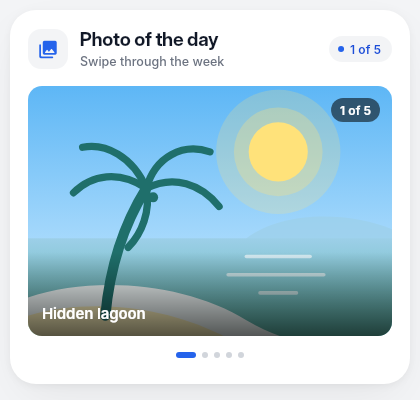 Photo of the day
Swipe through the week
1 of 5
1 of 5
Hidden lagoon